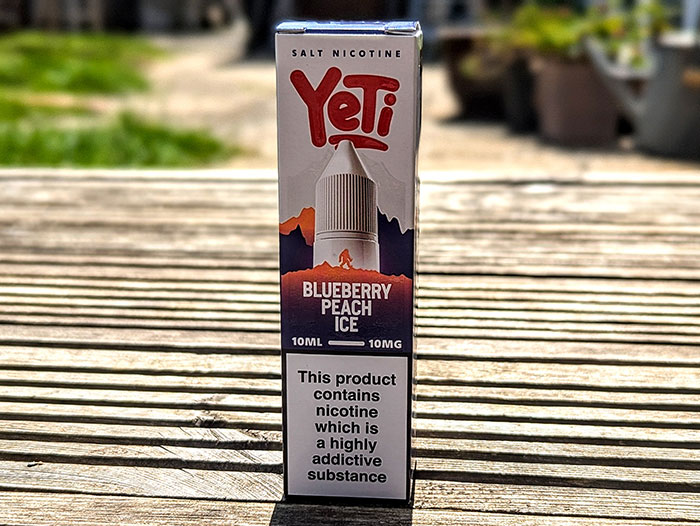 SALT NICOTINE
YeTi
BLUEBERRY
PEACH
ICE
10ML 10MG
This product
contains
nicotine
which is
a highly
addictive
substance